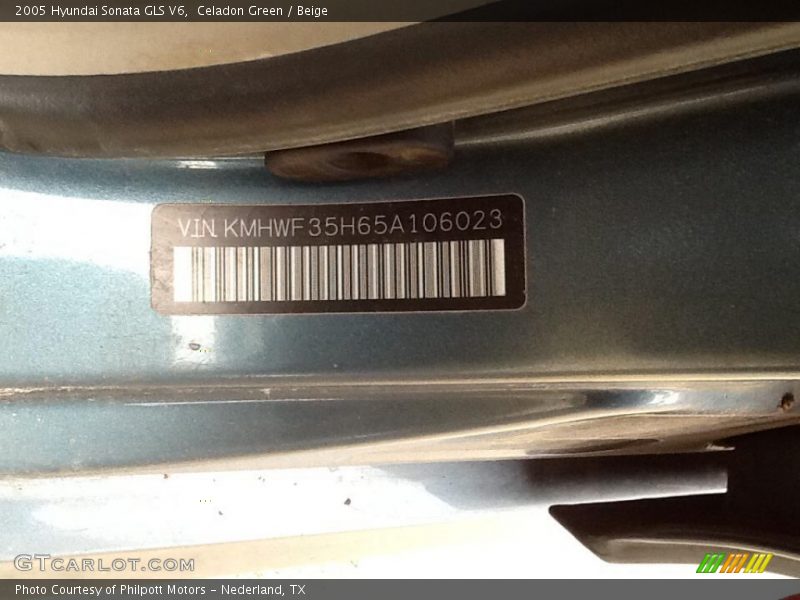 2005 Hyundai Sonata GLS V6, Celadon Green / Beige
VIN. KMHWF35H65A106023
GTCARLOT.COM
Photo Courtesy of Philpott Motors - Nederland, TX